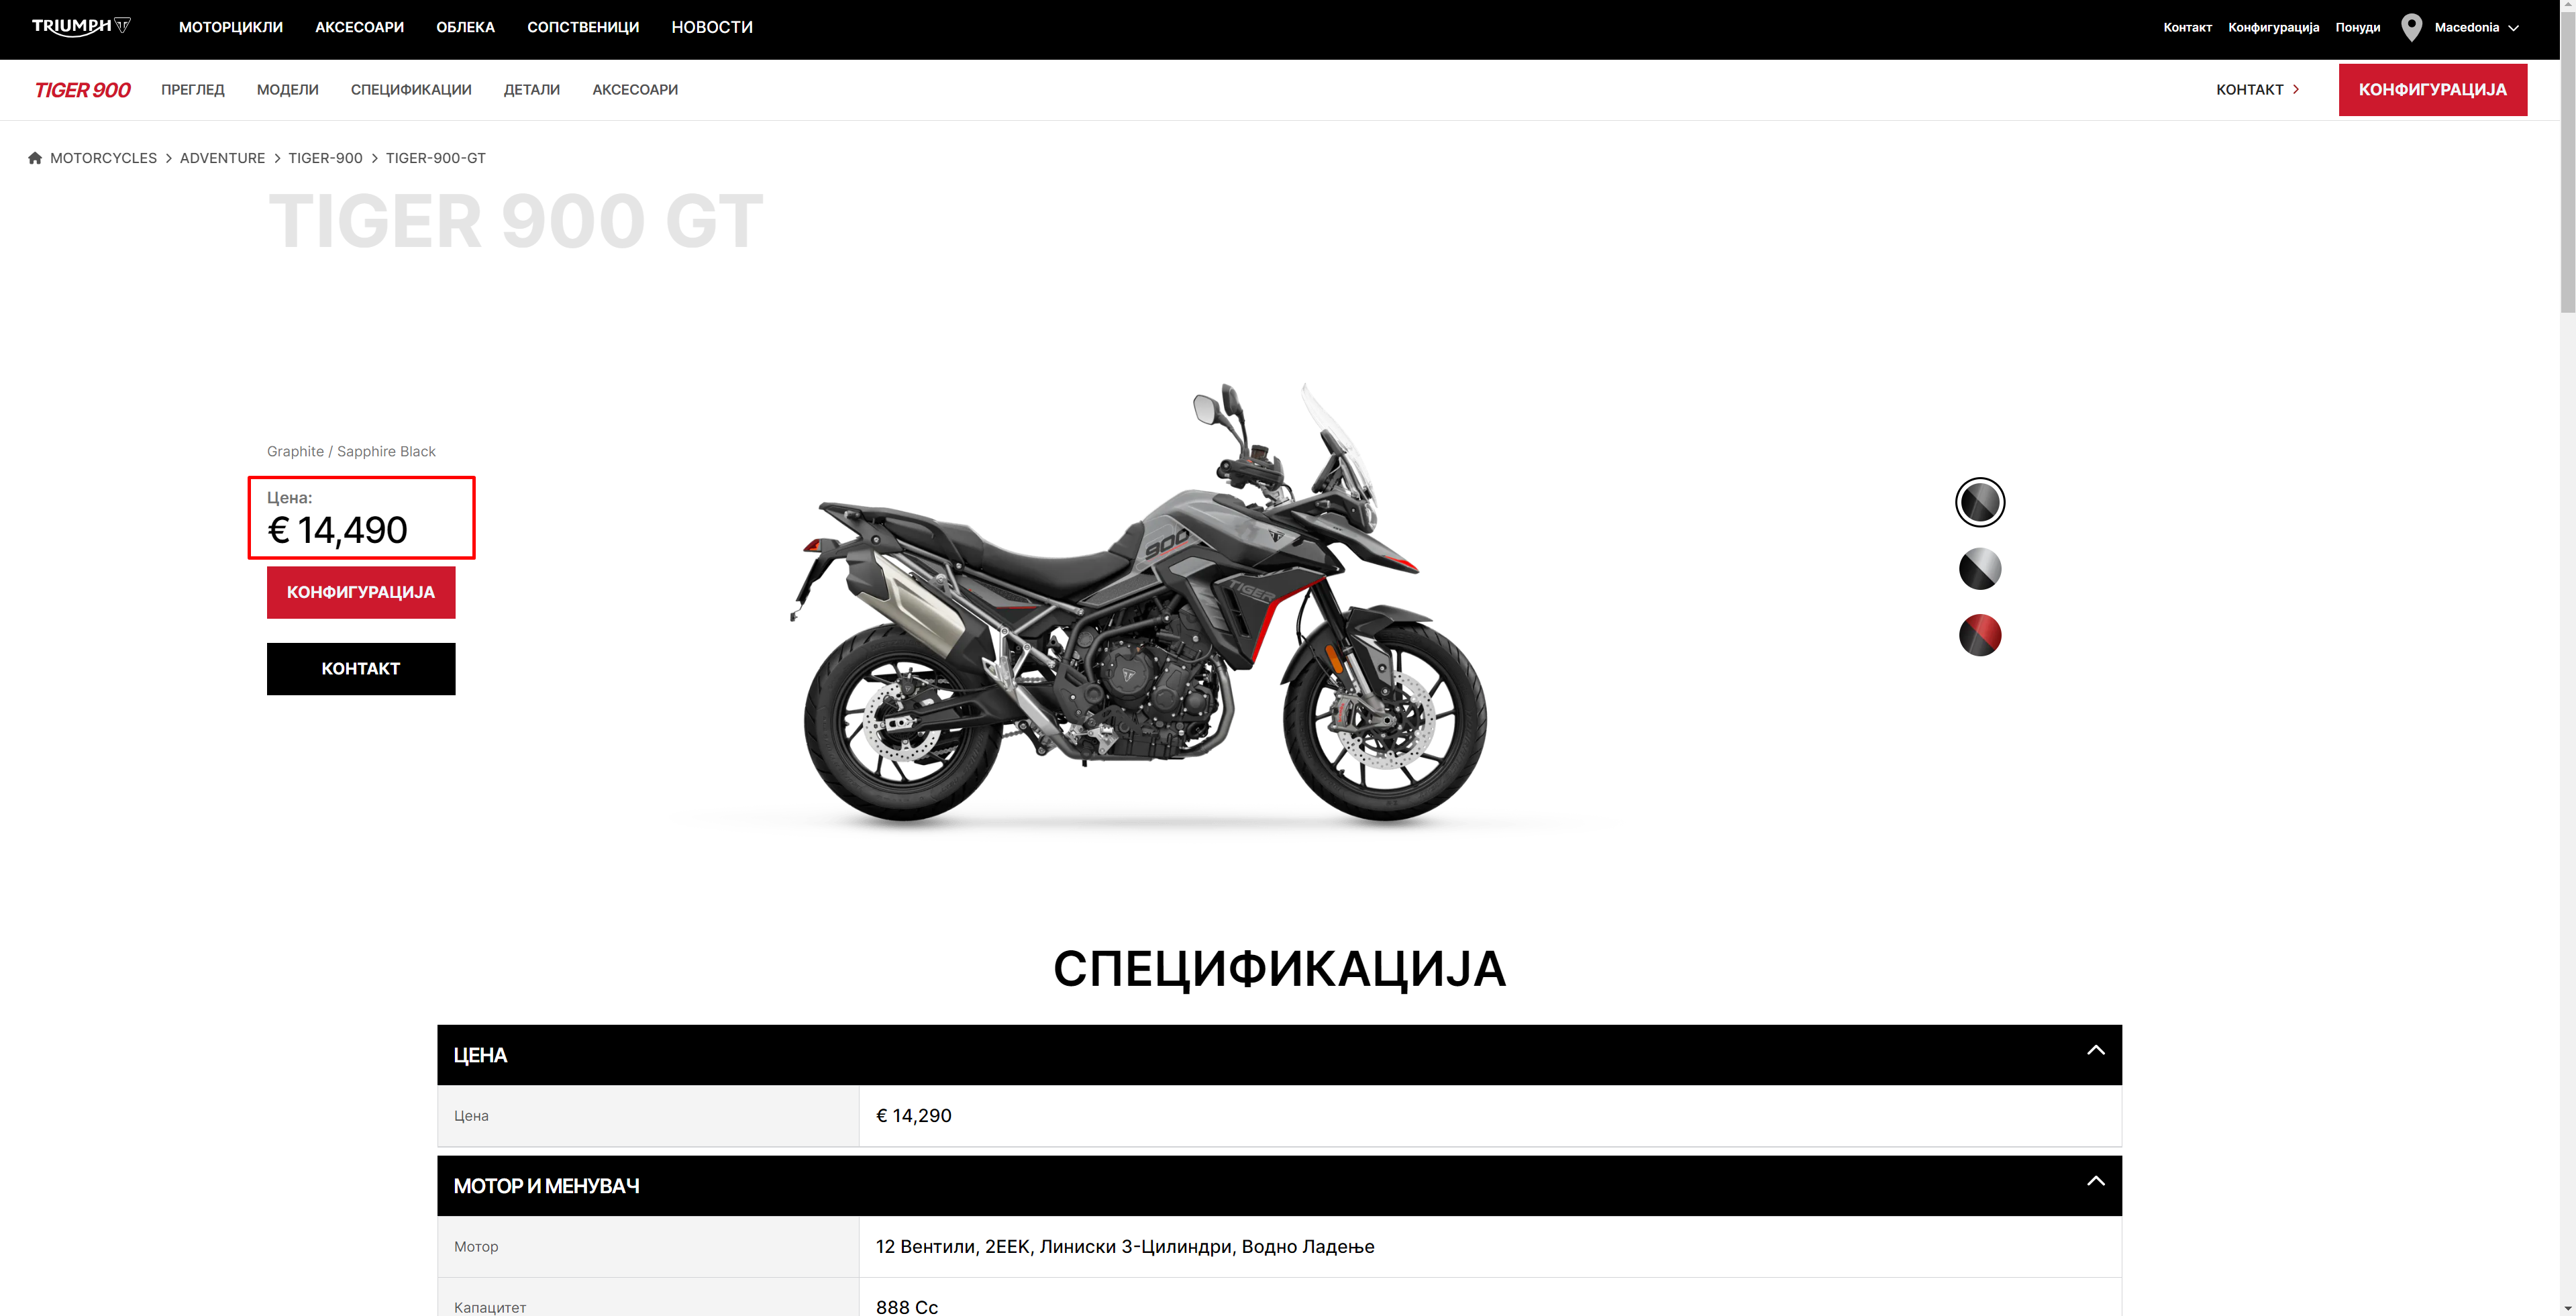 TRIUMPH
МОТОРЦИКЛИ АКСЕСОАРИ ОБЛЕКА СОПСТВЕНИЦИ НОВОСТИ Контакт Конфигурација Понуди Macedonia
TIGER 900 ПРЕГЛЕД МОДЕЛИ СПЕЦИФИКАЦИИ ДЕТАЛИ АКСЕСОАРИ КОНТАКТ КОНФИГУРАЦИЈА
MOTORCYCLES ADVENTURE TIGER-900 TIGER-900-GT
TIGER 900 GT
Graphite / Sapphire Black
Цена:
€ 14,490
КОНФИГУРАЦИЈА
КОНТАКТ
900
TIGER
СПЕЦИФИКАЦИЈА
ЦЕНА
Цена € 14,290
МОТОР И МЕНУВАЧ
Мотор 12 Вентили, 2ЕЕК, Линиски 3-Цилиндри, Водно Ладење
Капацитет 888 Cc